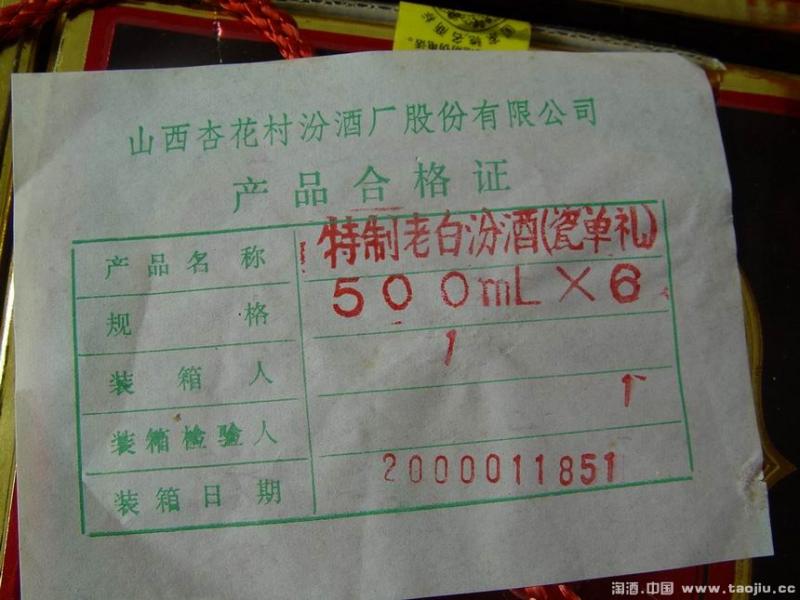 山西杏花村汾酒厂股份有限公司
产品合格证
产品名称 特制老白汾酒(瓷单礼)
规格 500mL×6
装箱人 1
装箱检验人 1
装箱日期 2000011851
淘酒.中国 www.taojiu.cc